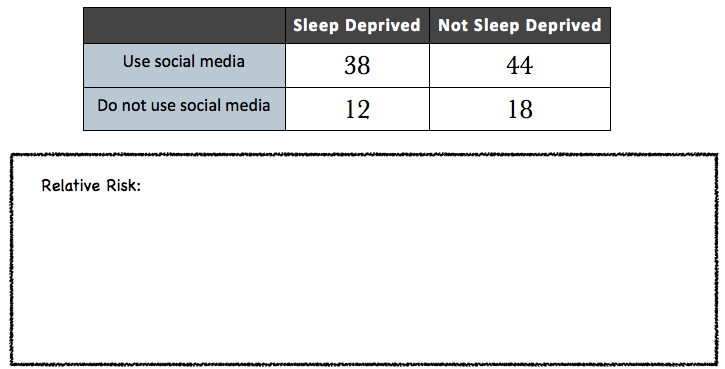 Sleep Deprived Not Sleep Deprived
Use social media 38 44
Do not use social media 12 18
Relative Risk: